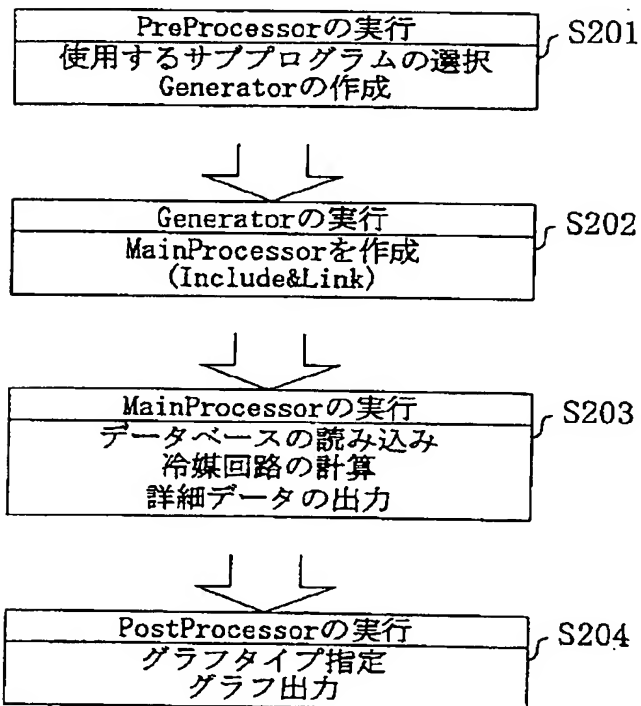 PreProcessorの実行
S201
使用するサブプログラムの選択
Generatorの作成
Generatorの実行
S202
MainProcessorを作成
(Include&Link)
MainProcessorの実行
S203
データベースの読み込み
冷媒回路の計算
詳細データの出力
PostProcessorの実行
S204
グラフタイプ指定
グラフ出力